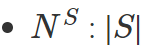 • N^S : |S|